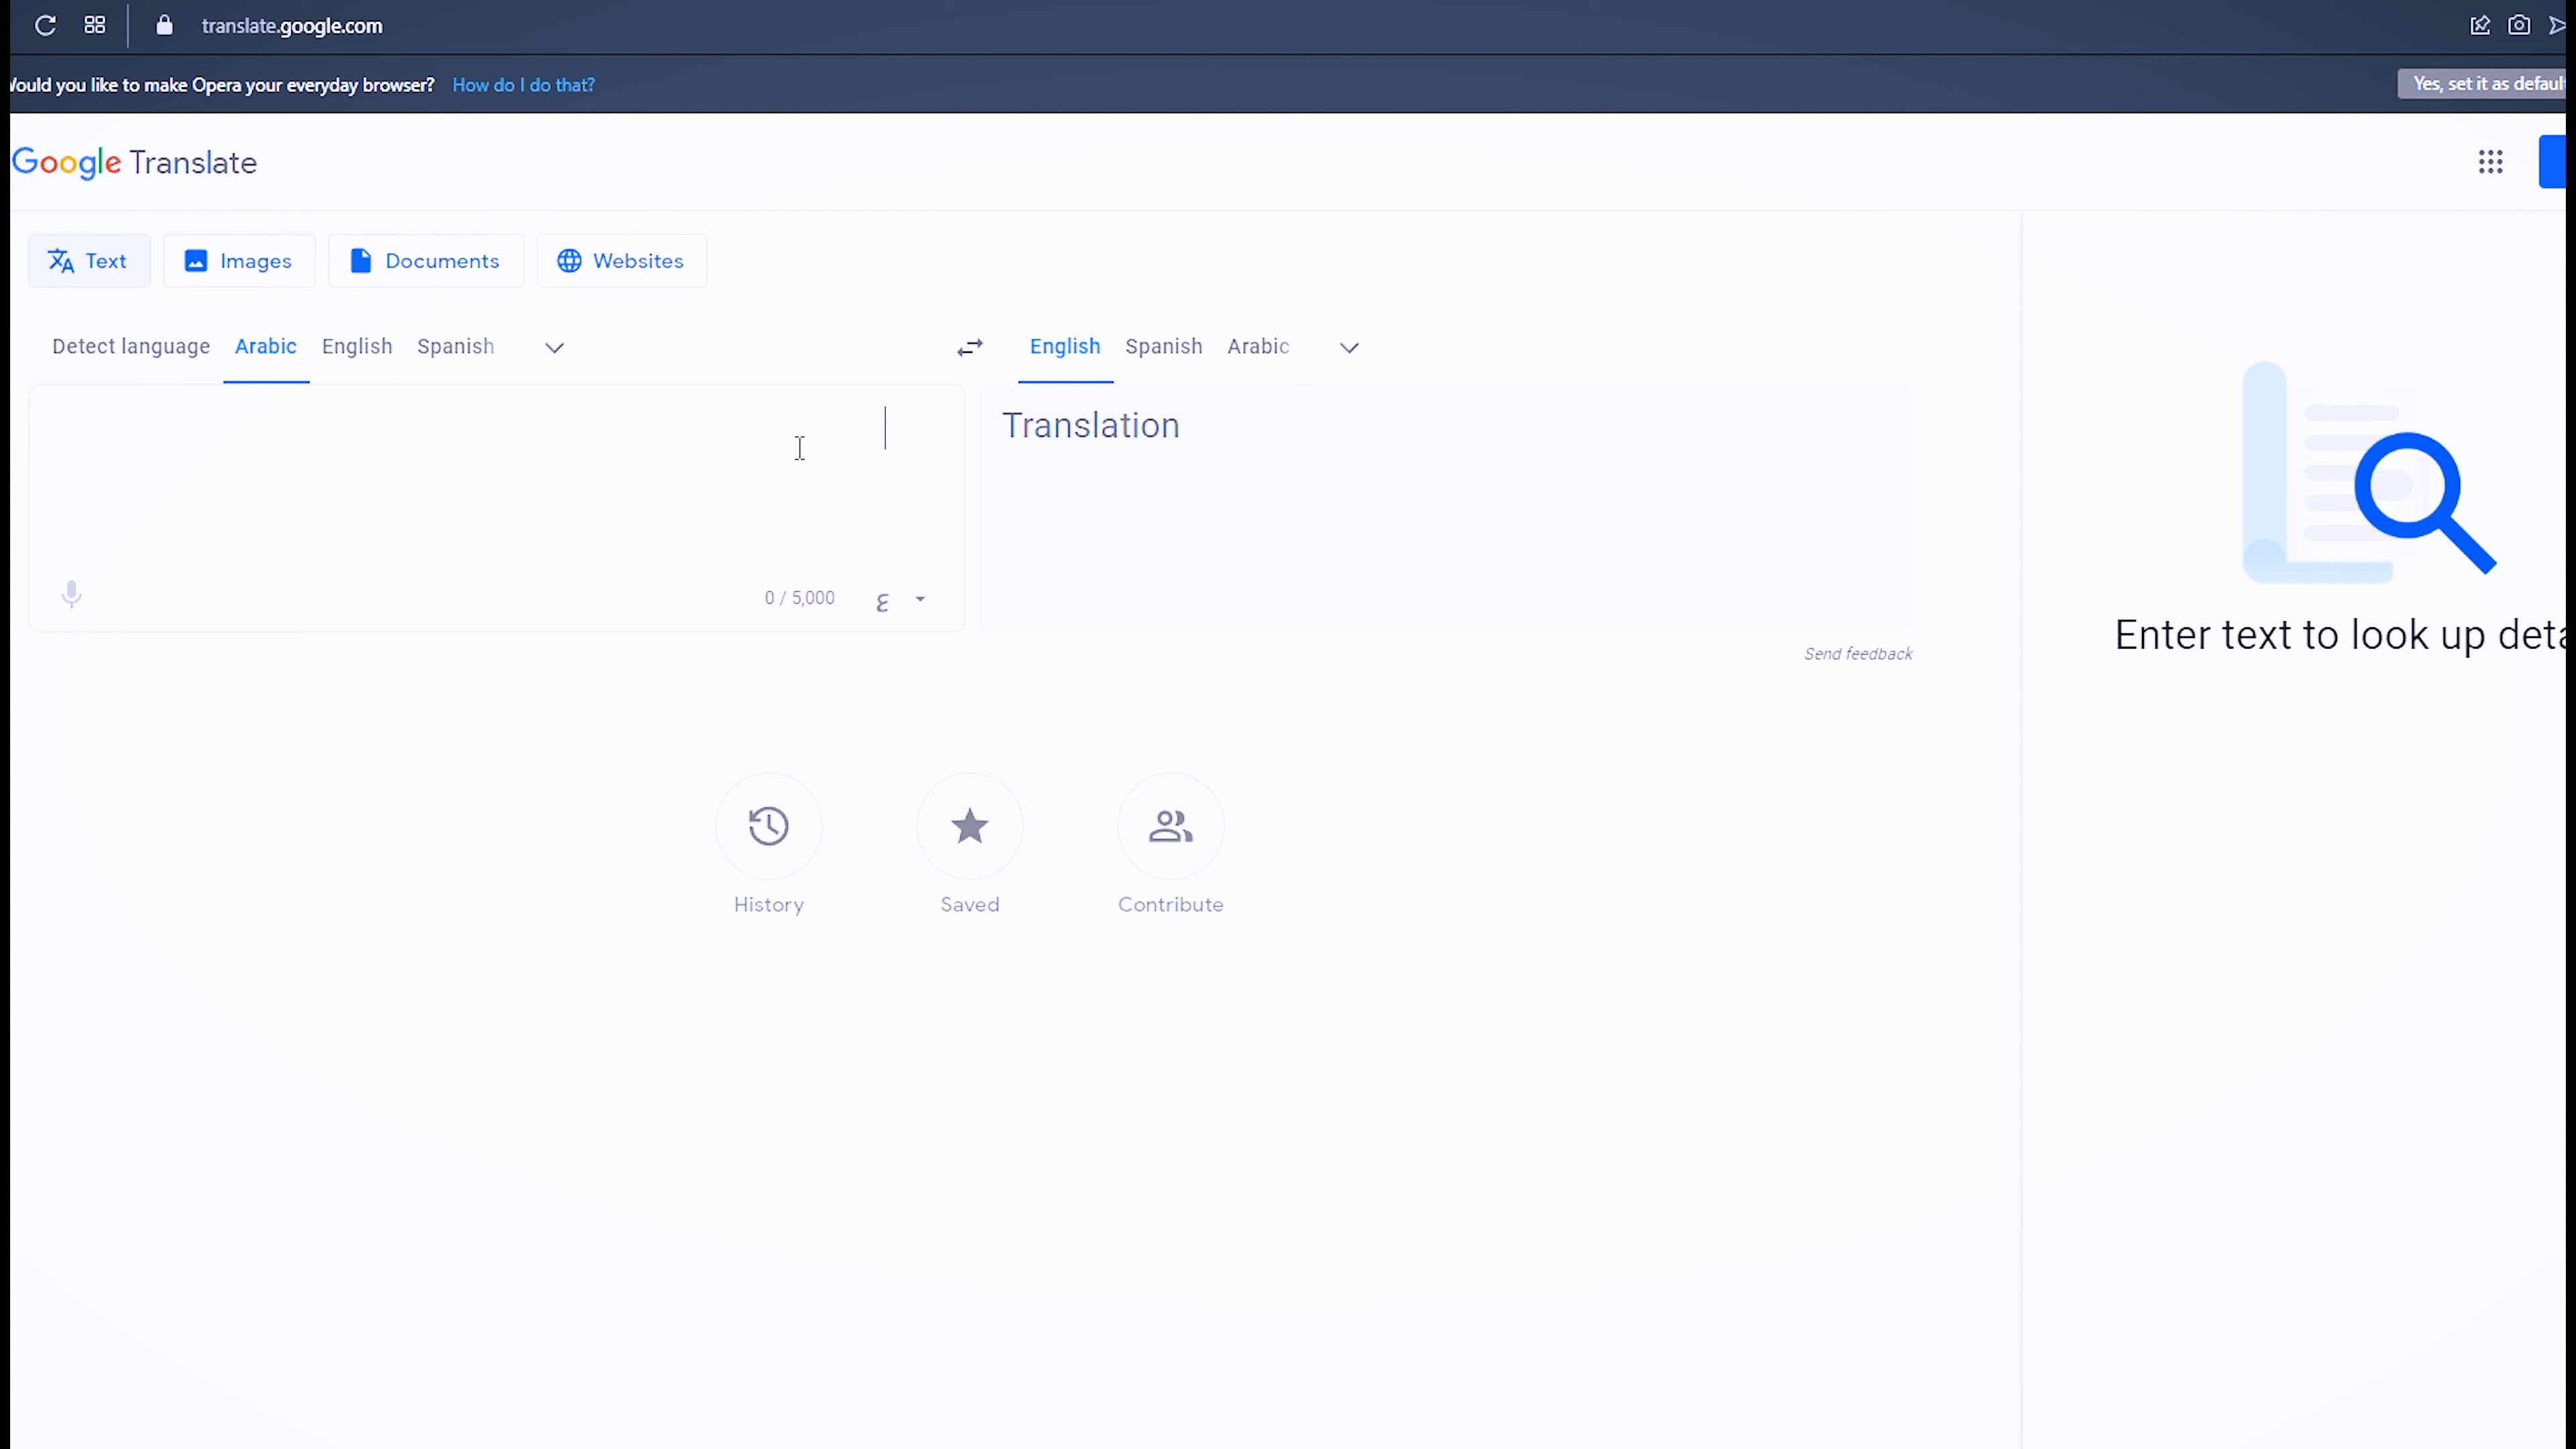 translate.google.com
ould you like to make Opera your everyday browser? How do I do that? Yes, set it as defaul
Google Translate
Text Images Documents Websites
Detect language Arabic English Spanish English Spanish Arabic
Translation
0 / 5,000 ع
Enter text to look up deta
Send feedback
History Saved Contribute